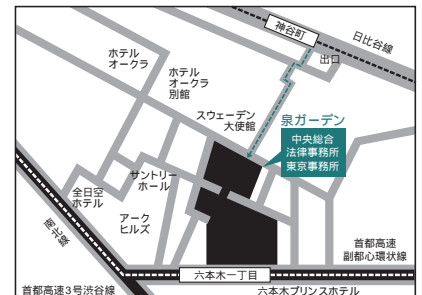 神谷町
日比谷線
出口
ホテル
オークラ
ホテル
オークラ
別館
スウェーデン
大使館
泉ガーデン
中央総合
法律事務所
東京事務所
サントリー
ホール
全日空
ホテル
アーク
ヒルズ
南北線
首都高速
副都心環状線
六本木一丁目
首都高速3号渋谷線
六本木プリンスホテル